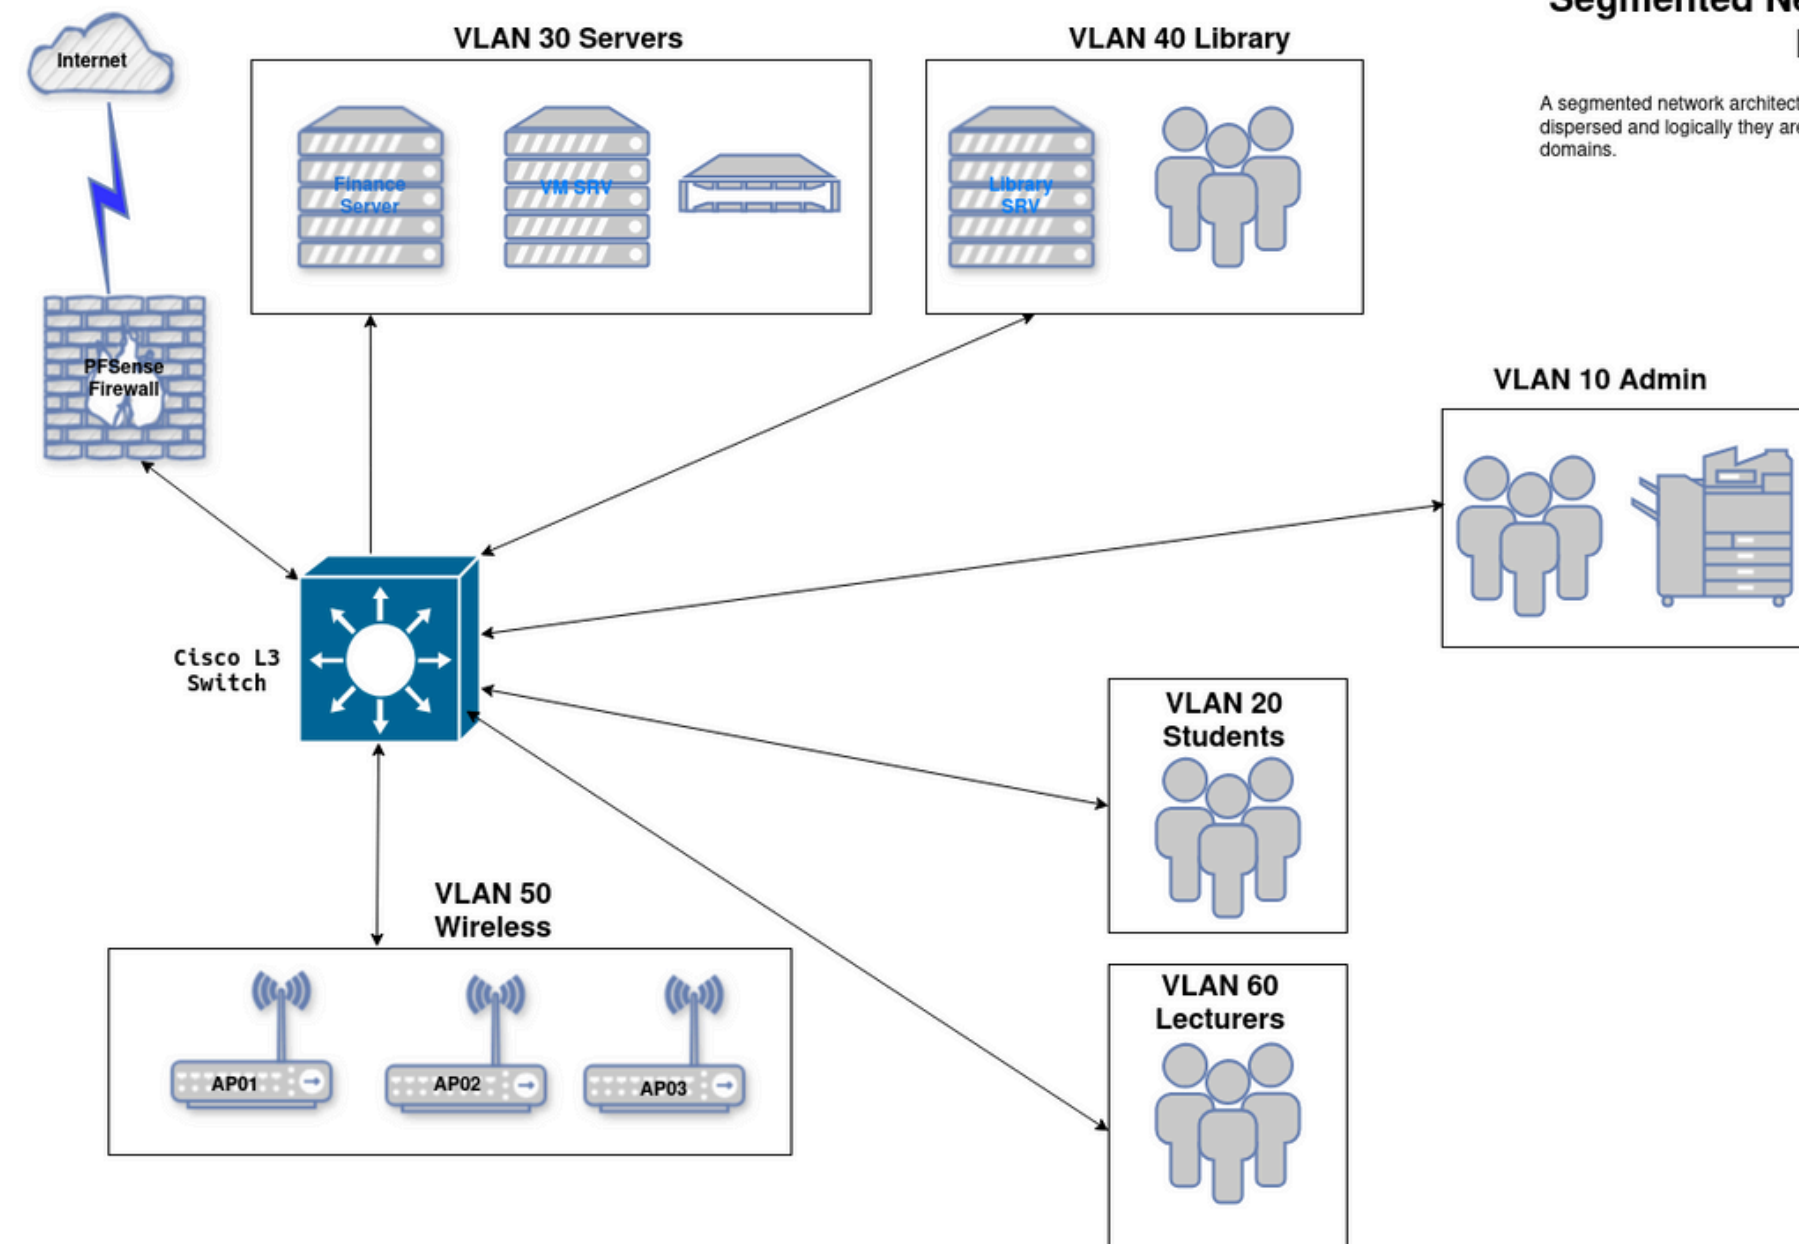 Segmented
Internet
VLAN 30 Servers
VLAN 40 Library
A segmented network
dispersed and logically they are
domains.
Finance
Server
VM SRV
Library
SRV
PFSense
Firewall
VLAN 10 Admin
Cisco L3
Switch
VLAN 20
Students
VLAN 50
Wireless
VLAN 60
Lecturers
AP01
AP02
AP03